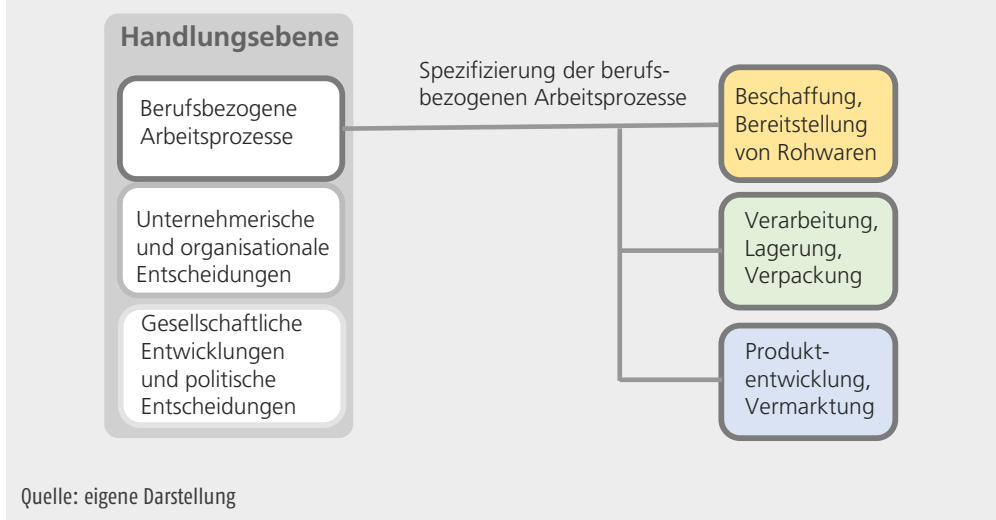 Handlungsebene
Berufsbezogene
Arbeitsprozesse
Unternehmerische
und organisationale
Entscheidungen
Gesellschaftliche
Entwicklungen
und politische
Entscheidungen
Spezifizierung der berufs-
bezogenen Arbeitsprozesse
Beschaffung,
Bereitstellung
von Rohwaren
Verarbeitung,
Lagerung,
Verpackung
Produkt-
entwicklung,
Vermarktung
Quelle: eigene Darstellung